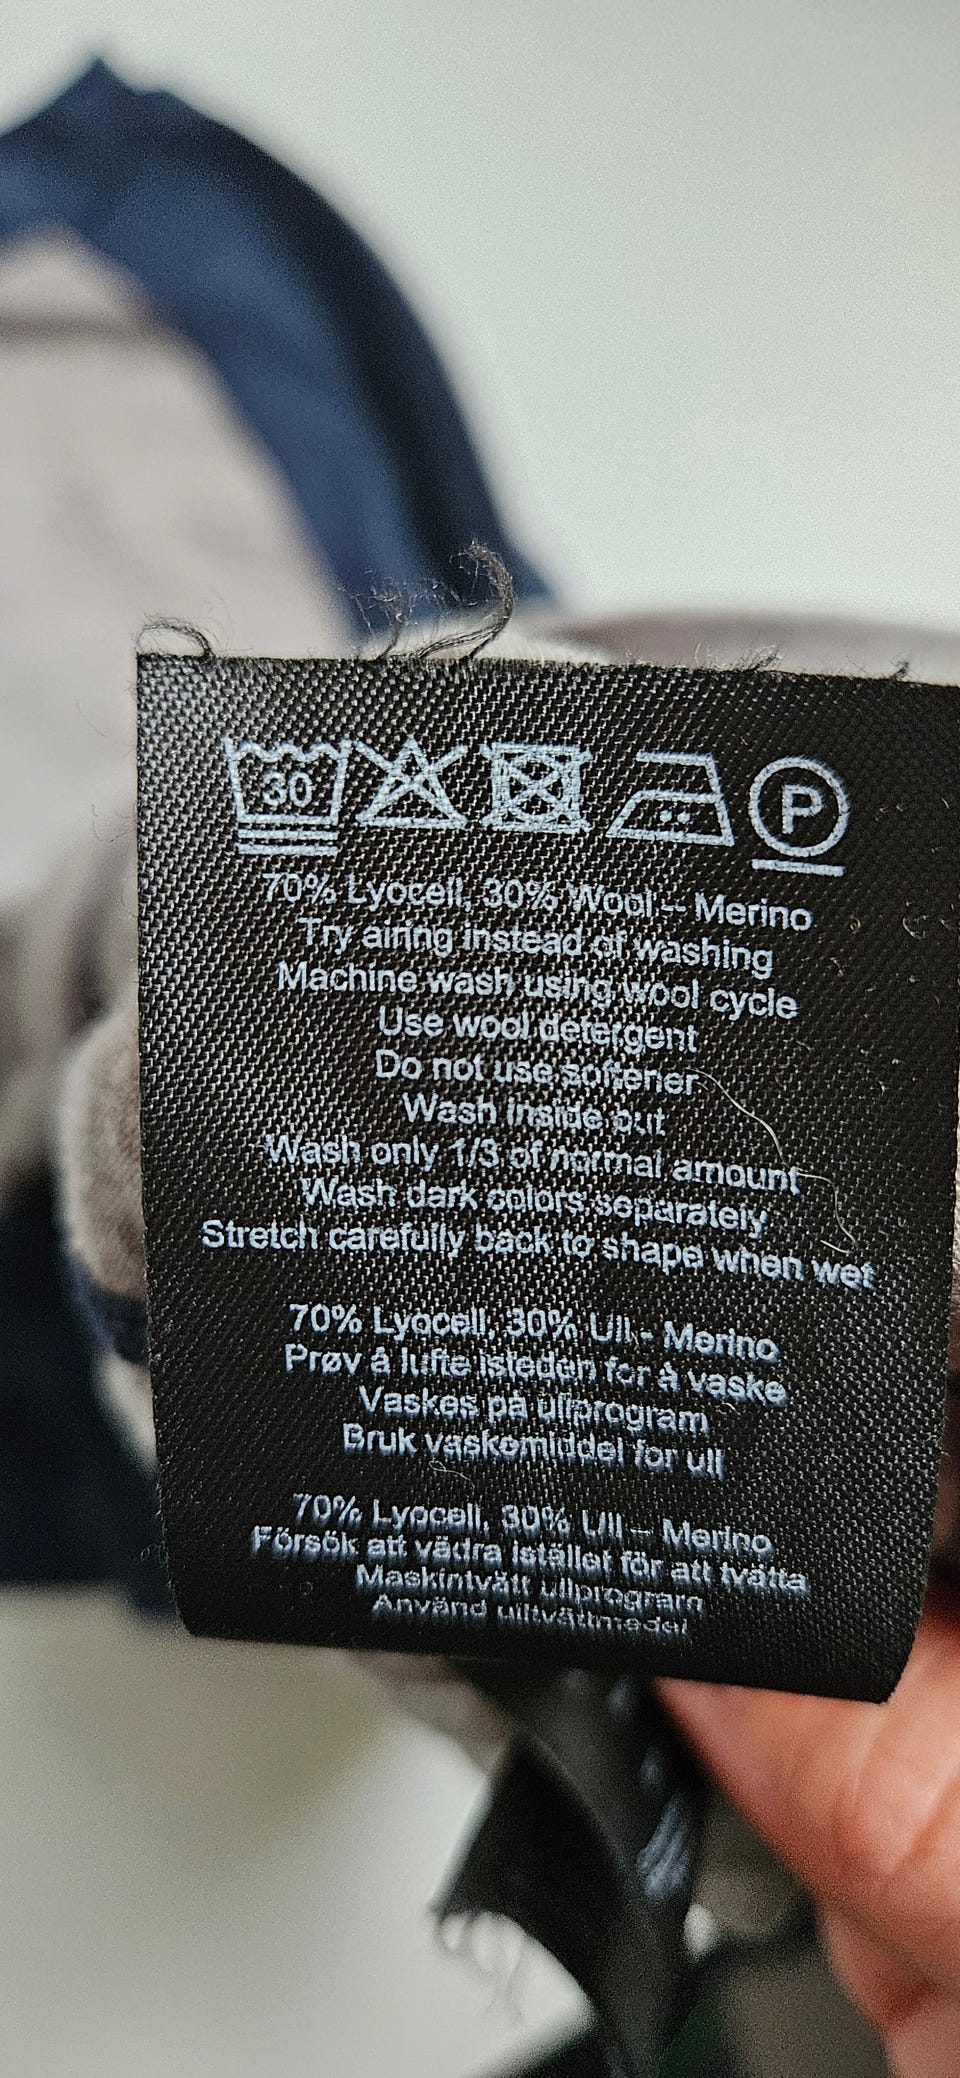 30 P
70% Lyocell, 30% Wool - Merino
Try airing instead of washing
Machine wash using wool cycle
Use wool detergent
Do not use softener
Wash inside out
Wash only 1/3 of normal amount
Wash dark colors separately
Stretch carefully back to shape when wet
70% Lyocell, 30% Ull - Merino
Prøv å lufte isteden for å vaske
Vaskes på ullprogram
Bruk vaskemiddel for ull
70% Lyocell, 30% Ull - Merino
Försök att vädra istället för att tvätta
Maskintvätt ullprogram
Använd ulltvättmedel